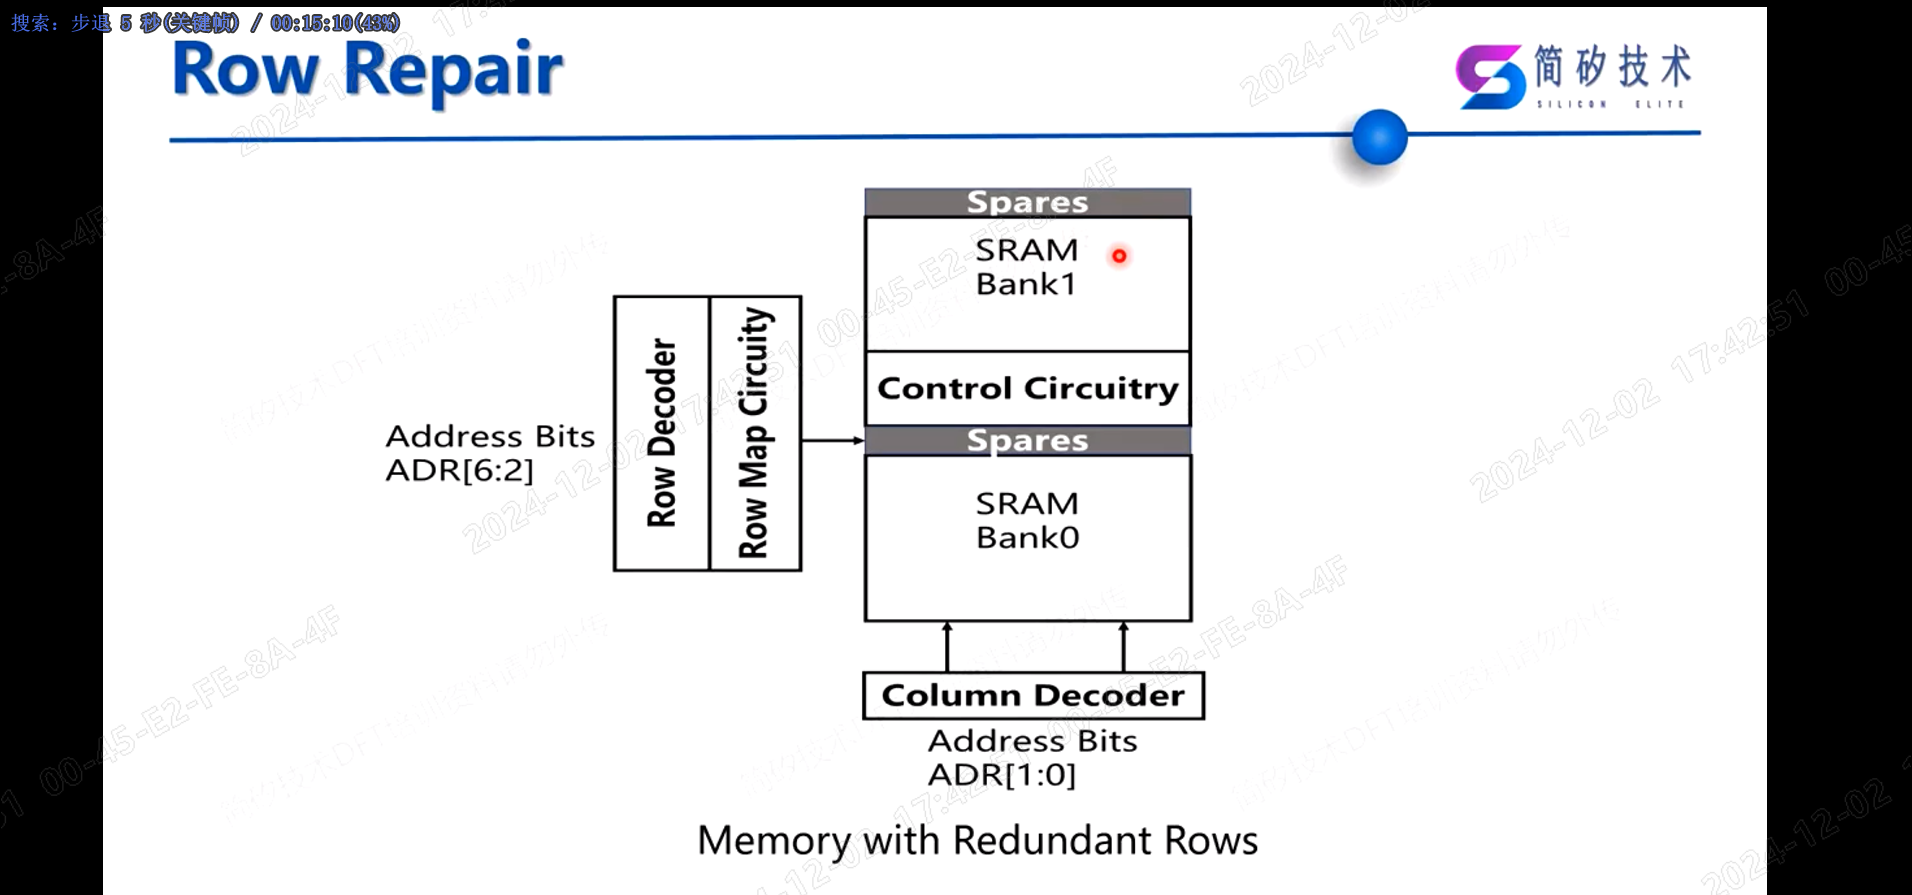 搜索: 步退 5 秒(关键帧) / 00:15:10(43%)
Row Repair
简矽技术
SILICON ELITE
Spares
SRAM
Bank1
Control Circuitry
Spares
SRAM
Bank0
Row Decoder
Row Map Circuity
Address Bits
ADR[6:2]
Column Decoder
Address Bits
ADR[1:0]
Memory with Redundant Rows
2024-12-02 17:42:51 00-45-E2-FE-8A-4F
简矽技术DFT培训资料请勿外传